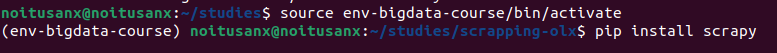 noitusanx@noitusanx:~/studies$ source env-bigdata-course/bin/activate
(env-bigdata-course) noitusanx@noitusanx:~/studies/scrapping-olx$ pip install scrapy